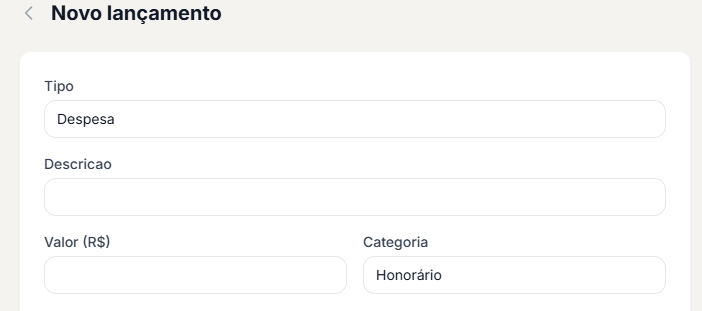 Novo lançamento
Tipo
Despesa
Descricao
Valor (R$)
Categoria
Honorário